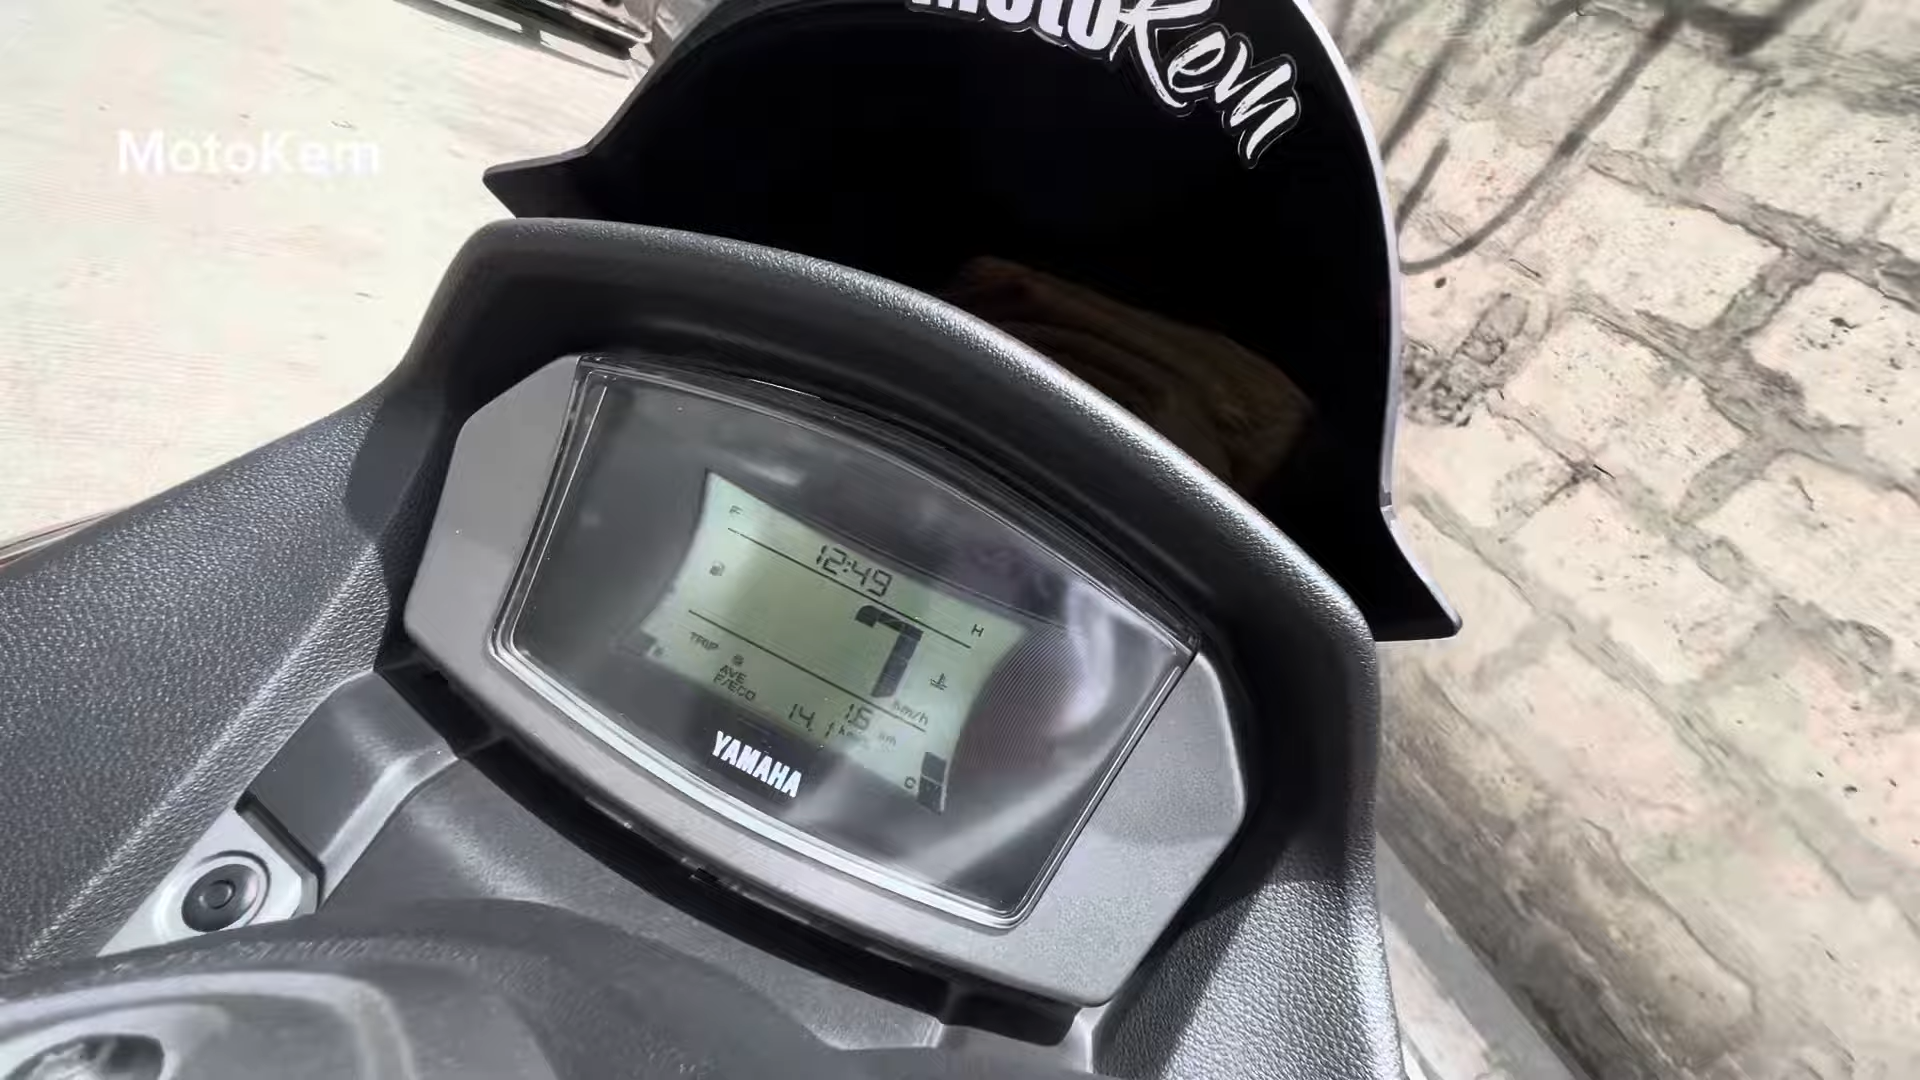 MotoKem
MotoKem
F
12:49
H
7
km/h
TRIP
AVE
F/ECO
1.6 km
14.1
E
C
YAMAHA